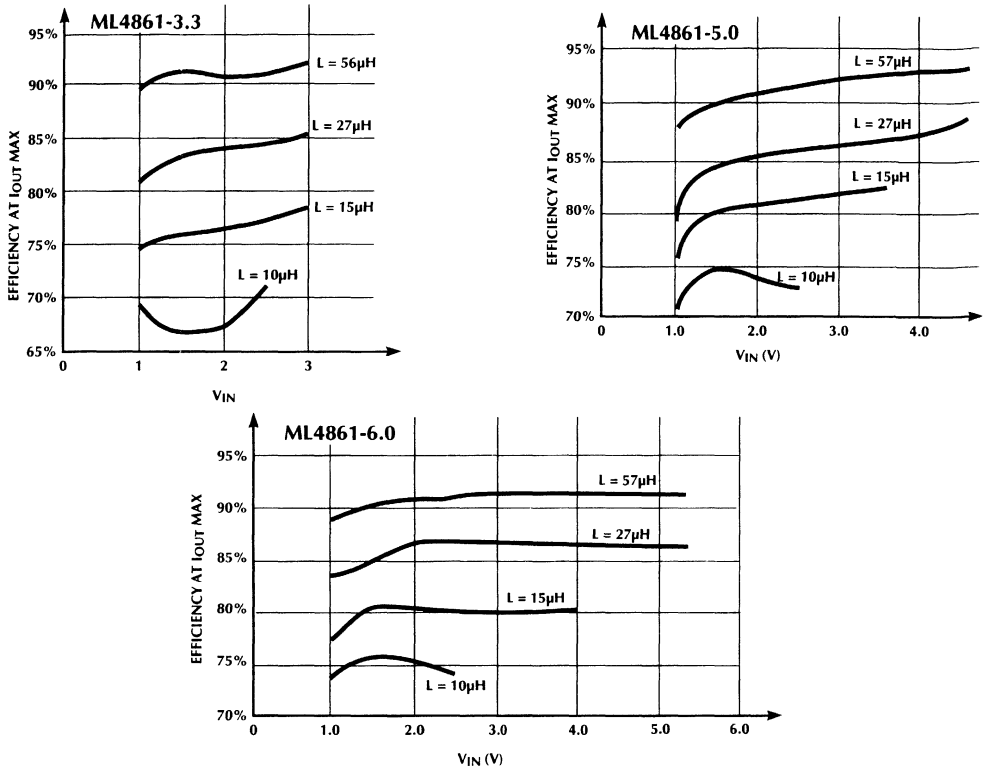 ML4861-3.3
95%
90%
85%
80%
75%
70%
65%
EFFICIENCY AT IOUT MAX
L = 56µH
L = 27µH
L = 15µH
L = 10µH
0
1
2
3
VIN
ML4861-5.0
95%
90%
85%
80%
75%
70%
EFFICIENCY AT IOUT MAX
L = 57µH
L = 27µH
L = 15µH
L = 10µH
0
1.0
2.0
3.0
4.0
VIN (V)
ML4861-6.0
95%
90%
85%
80%
75%
70%
EFFICIENCY AT IOUT MAX
L = 57µH
L = 27µH
L = 15µH
L = 10µH
0
1.0
2.0
3.0
4.0
5.0
6.0
VIN (V)